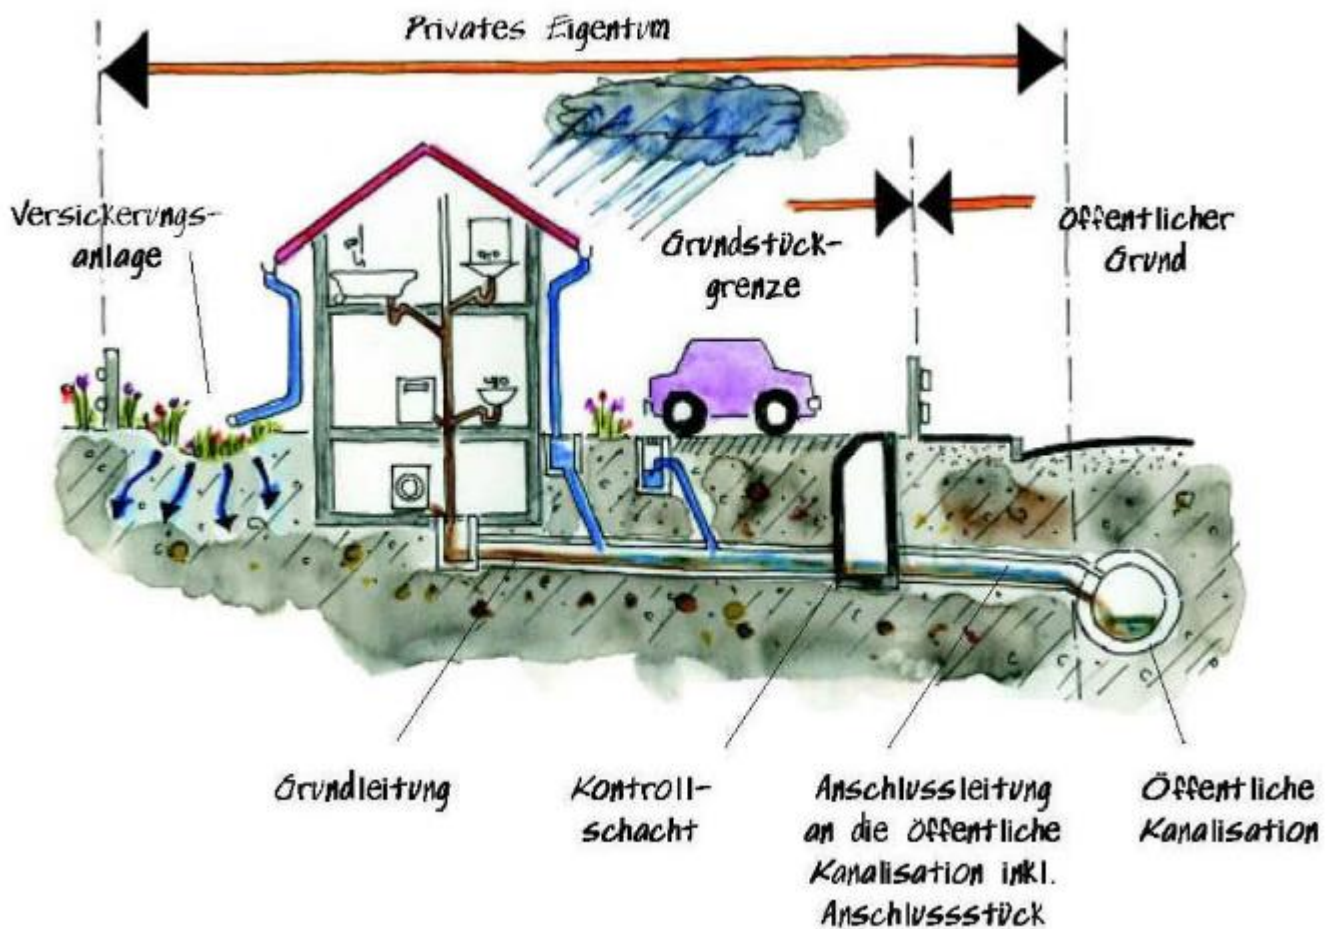 Privates Eigentum
Versickerungs-
anlage
Grundstück-
grenze
Öffentlicher
Grund
Grundleitung
Kontroll-
schacht
Anschlussleitung
an die öffentliche
Kanalisation inkl.
Anschlussstück
Öffentliche
Kanalisation